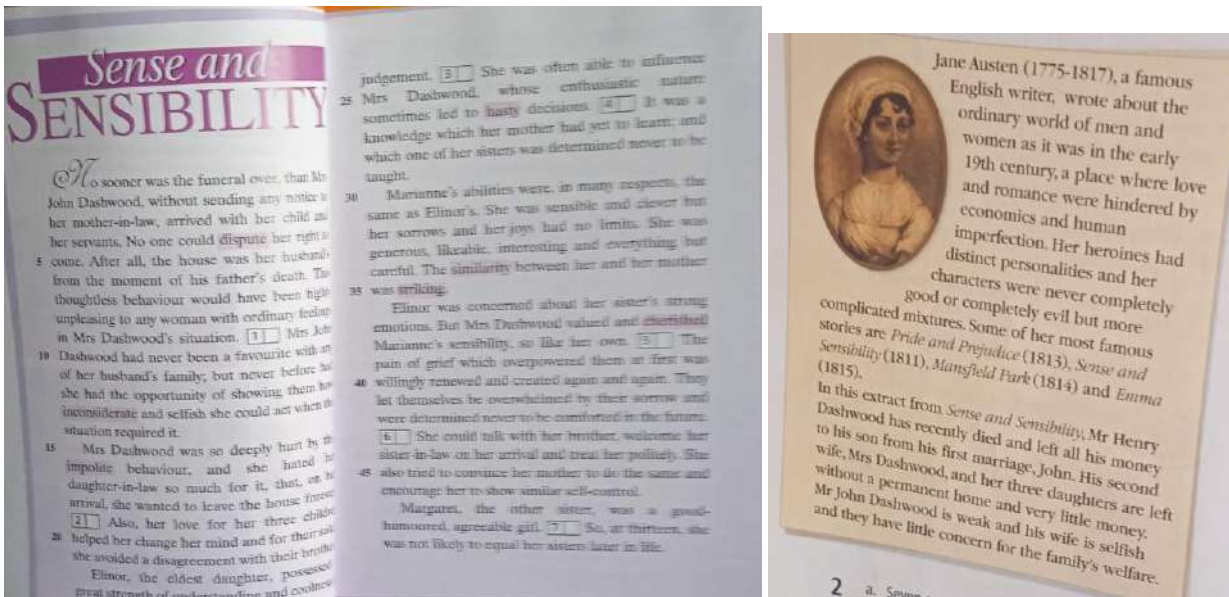 Sense and
SENSIBILITY
No sooner was the funeral over, than Mrs
John Dashwood, without sending any notice to
her mother-in-law, arrived with her child and
her servants. No one could dispute her right to
5 come. After all, the house was her husband's
from the moment of his father's death. The
thoughtless behaviour would have been highly
unpleasing to any woman with ordinary feelings
in Mrs Dashwood's situation. 1 Mrs John
10 Dashwood had never been a favourite with any
of her husband's family; but never before had
she had the opportunity of showing them how
inconsiderate and selfish she could act when the
situation required it.
15 Mrs Dashwood was so deeply hurt by the
impolite behaviour, and she hated her
daughter-in-law so much for it, that, on her
arrival, she wanted to leave the house forever.
2 Also, her love for her three children
20 helped her change her mind and for their sake
she avoided a disagreement with their brother.
Elinor, the eldest daughter, possessed
great strength of understanding and coolness
judgement. 3 She was often able to influence
25 Mrs Dashwood, whose enthusiastic nature
sometimes led to hasty decisions. 4 It was a
knowledge which her mother had yet to learn; and
which one of her sisters was determined never to be
taught.
30 Marianne's abilities were, in many respects, the
same as Elinor's. She was sensible and clever but
her sorrows and her joys had no limits. She was
generous, likeable, interesting and everything but
careful. The similarity between her and her mother
35 was striking.
Elinor was concerned about her sister's strong
emotions. But Mrs Dashwood valued and cherished
Marianne's sensibility, so like her own. 5 The
pain of grief which overpowered them at first was
40 willingly renewed and created again and again. They
let themselves be overwhelmed by their sorrow and
were determined never to be comforted in the future.
6 She could talk with her brother, welcome her
sister-in-law on her arrival and treat her politely. She
45 also tried to convince her mother to do the same and
encourage her to show similar self-control.
Margaret, the other sister, was a good-
humoured, agreeable girl. 7 So, at thirteen, she
was not likely to equal her sisters later in life.
Jane Austen (1775-1817), a famous
English writer, wrote about the
ordinary world of men and
women as it was in the early
19th century, a place where love
and romance were hindered by
economics and human
imperfection. Her heroines had
distinct personalities and her
characters were never completely
good or completely evil but more
complicated mixtures. Some of her most famous
stories are Pride and Prejudice (1813), Sense and
Sensibility (1811), Mansfield Park (1814) and Emma
(1815).
In this extract from Sense and Sensibility, Mr Henry
Dashwood has recently died and left all his money
to his son from his first marriage, John. His second
wife, Mrs Dashwood, and her three daughters are left
without a permanent home and very little money.
Mr John Dashwood is weak and his wife is selfish
and they have little concern for the family's welfare.
2 a. Seven